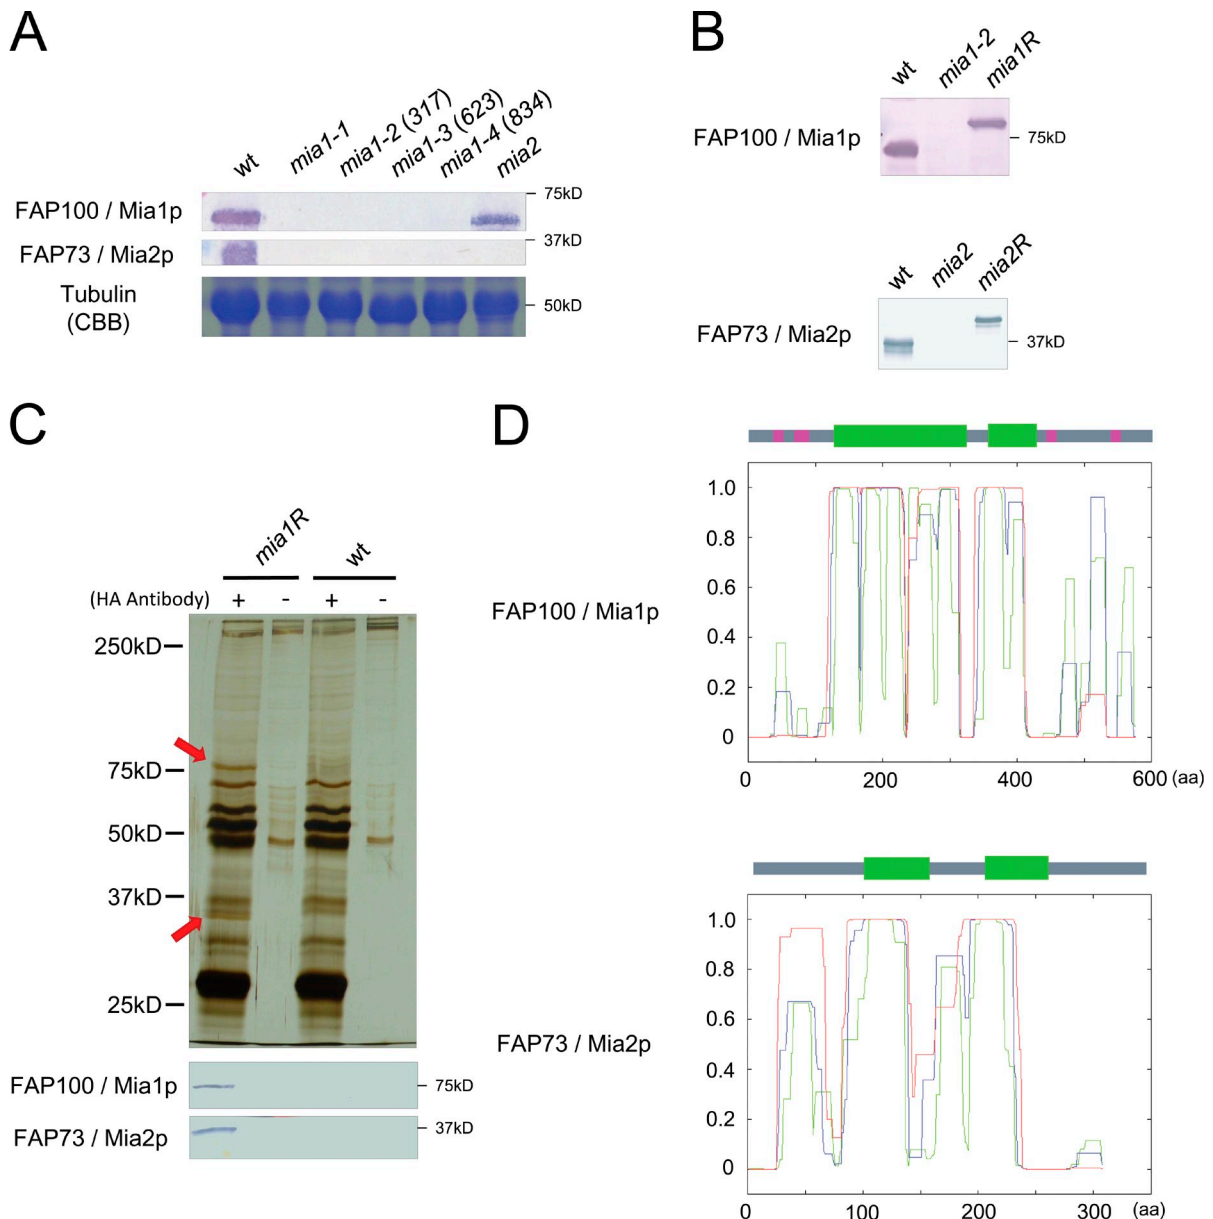 A
wt
mia1-1
mia1-2 (317)
mia1-3 (623)
mia1-4 (834)
mia2
FAP100 / Mia1p
75kD
FAP73 / Mia2p
37kD
Tubulin
(CBB)
50kD
B
wt
mia1-2
mia1R
FAP100 / Mia1p
75kD
wt
mia2
mia2R
FAP73 / Mia2p
37kD
C
mia1R
wt
(HA Antibody)
+ - + -
250kD
75kD
50kD
37kD
25kD
FAP100 / Mia1p
75kD
FAP73 / Mia2p
37kD
D
FAP100 / Mia1p
1.0
0.8
0.6
0.4
0.2
0
0 200 400 600 (aa)
FAP73 / Mia2p
1.0
0.8
0.6
0.4
0.2
0
0 100 200 300 (aa)